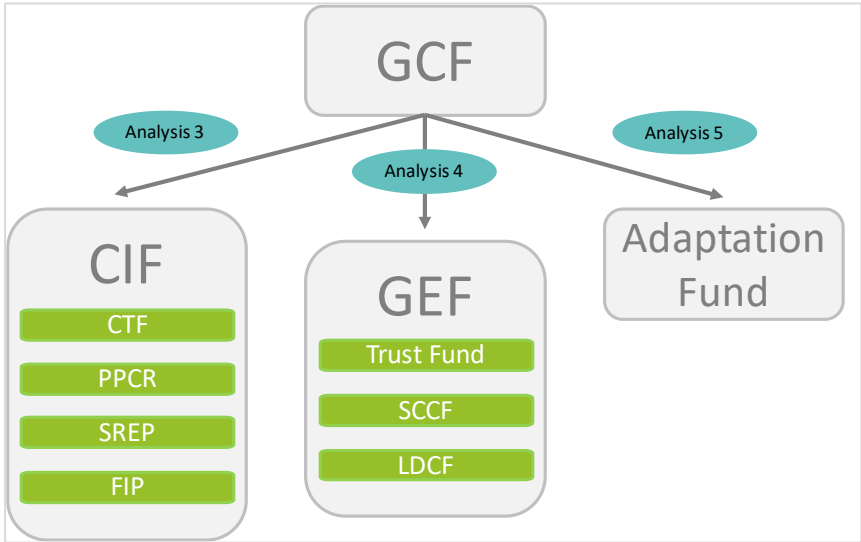 GCF
Analysis 3
Analysis 4
Analysis 5
CIF
CTF
PPCR
SREP
FIP
GEF
Trust Fund
SCCF
LDCF
Adaptation
Fund